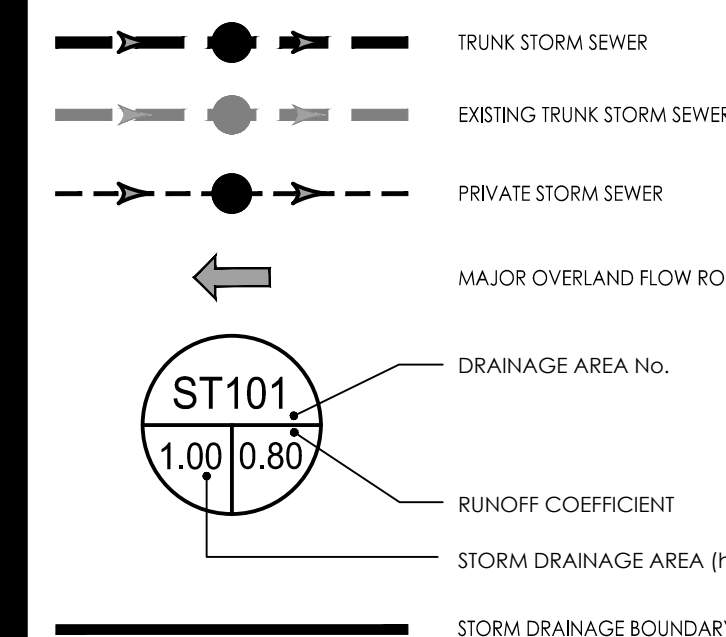 TRUNK STORM SEWER
EXISTING TRUNK STORM SEWER
PRIVATE STORM SEWER
MAJOR OVERLAND FLOW
DRAINAGE AREA No.
ST101
1.00 0.80
RUNOFF COEFFICIENT
STORM DRAINAGE AREA
STORM DRAINAGE BOUNDARY